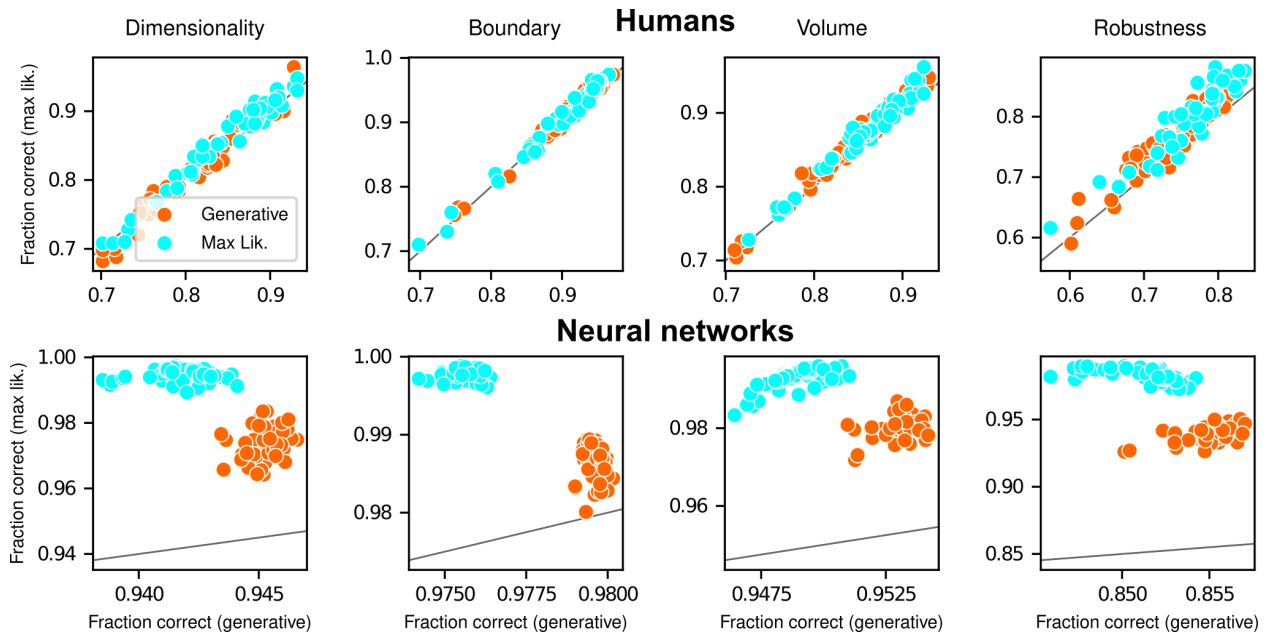 Humans
Dimensionality
Boundary
Volume
Robustness
Fraction correct (max lik.)
0.9
0.8
0.7
Generative
Max Lik.
0.7 0.8 0.9
1.0
0.9
0.8
0.7
0.7 0.8 0.9
0.9
0.8
0.7
0.7 0.8 0.9
0.8
0.7
0.6
0.6 0.7 0.8
Neural networks
Fraction correct (max lik.)
1.00
0.98
0.96
0.94
0.940 0.945
Fraction correct (generative)
1.00
0.99
0.98
0.9750 0.9775 0.9800
Fraction correct (generative)
0.98
0.96
0.9475 0.9525
Fraction correct (generative)
0.95
0.90
0.85
0.850 0.855
Fraction correct (generative)